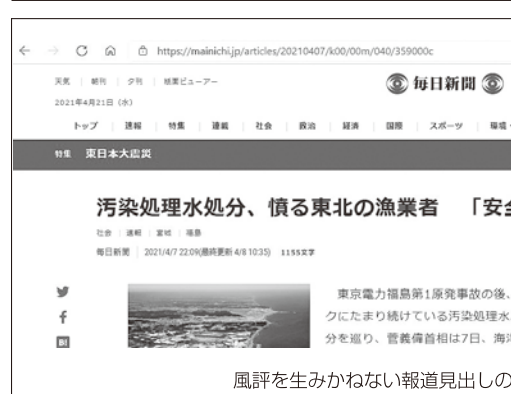 https://mainichi.jp/articles/20210407/k00/00m/040/359000c
天気 朝刊 夕刊 紙面ビューアー
毎日新聞
2021年4月21日 (水)
トップ 速報 特集 連載 社会 政治 経済 国際 スポーツ 環境・
特集 東日本大震災
汚染処理水処分、憤る東北の漁業者 「安全
社会 速報 宮城 福島
毎日新聞 2021/4/7 22:09(最終更新 4/8 10:35) 1155文字
東京電力福島第1原発事故の後、
クにたまり続けている汚染処理水
分を巡り、菅義偉首相は7日、海洋
f
B!
風評を生みかねない報道見出しの